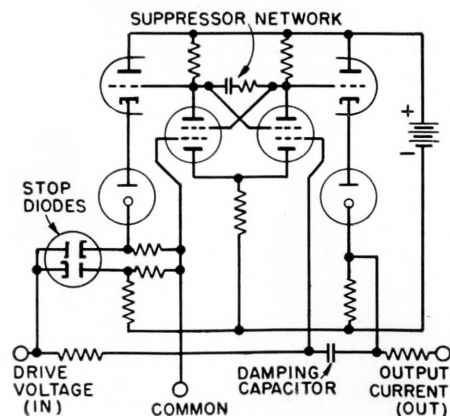 SUPPRESSOR NETWORK
+
-
STOP
DIODES
DRIVE
VOLTAGE
(IN)
COMMON
DAMPING
CAPACITOR
OUTPUT
CURRENT
(OUT)